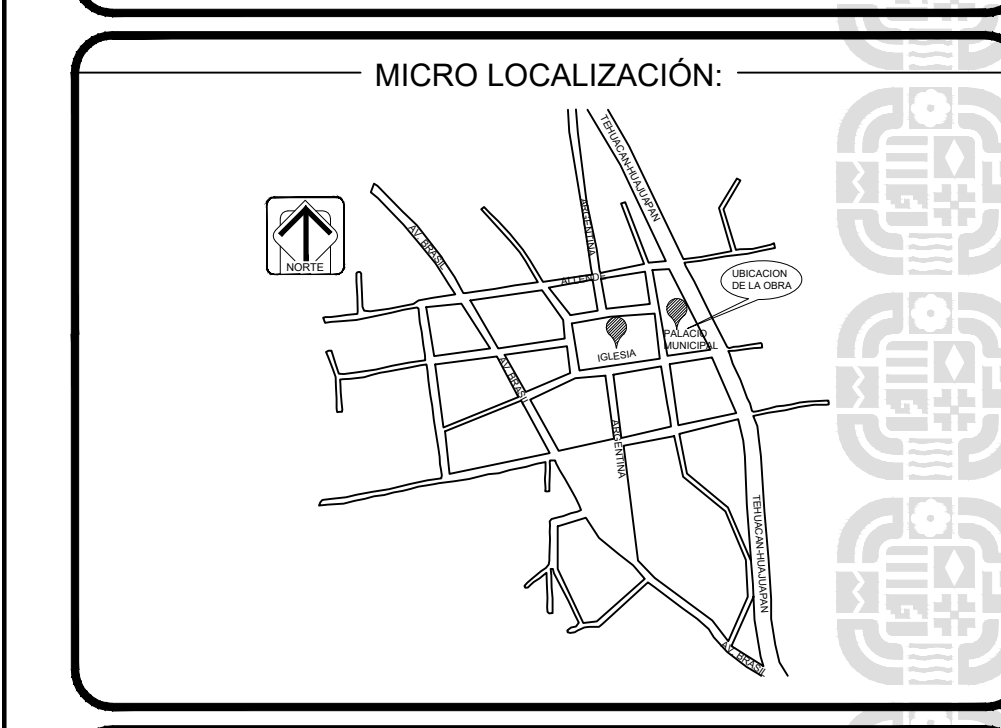 MICRO LOCALIZACIÓN:
TEHUACAN-HUAJUAPAN
ARGENTINA
AV. BRASIL
NORTE
ALLENDE
UBICACION
DE LA OBRA
PALACIO
MUNICIPAL
IGLESIA
AV. BRASIL
ARGENTINA
TEHUACAN-HUAJUAPAN
AV. BRASIL